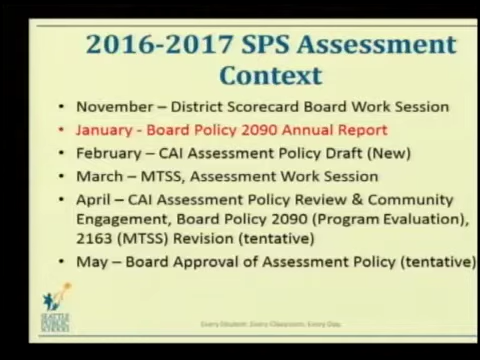 2016-2017 SPS Assessment
Context
• November – District Scorecard Board Work Session
• January - Board Policy 2090 Annual Report
• February – CAI Assessment Policy Draft (New)
• March – MTSS, Assessment Work Session
• April – CAI Assessment Policy Review & Community
Engagement, Board Policy 2090 (Program Evaluation),
2163 (MTSS) Revision (tentative)
• May – Board Approval of Assessment Policy (tentative)
SEATTLE
PUBLIC
SCHOOLS
Every Student. Every Classroom. Every Day.